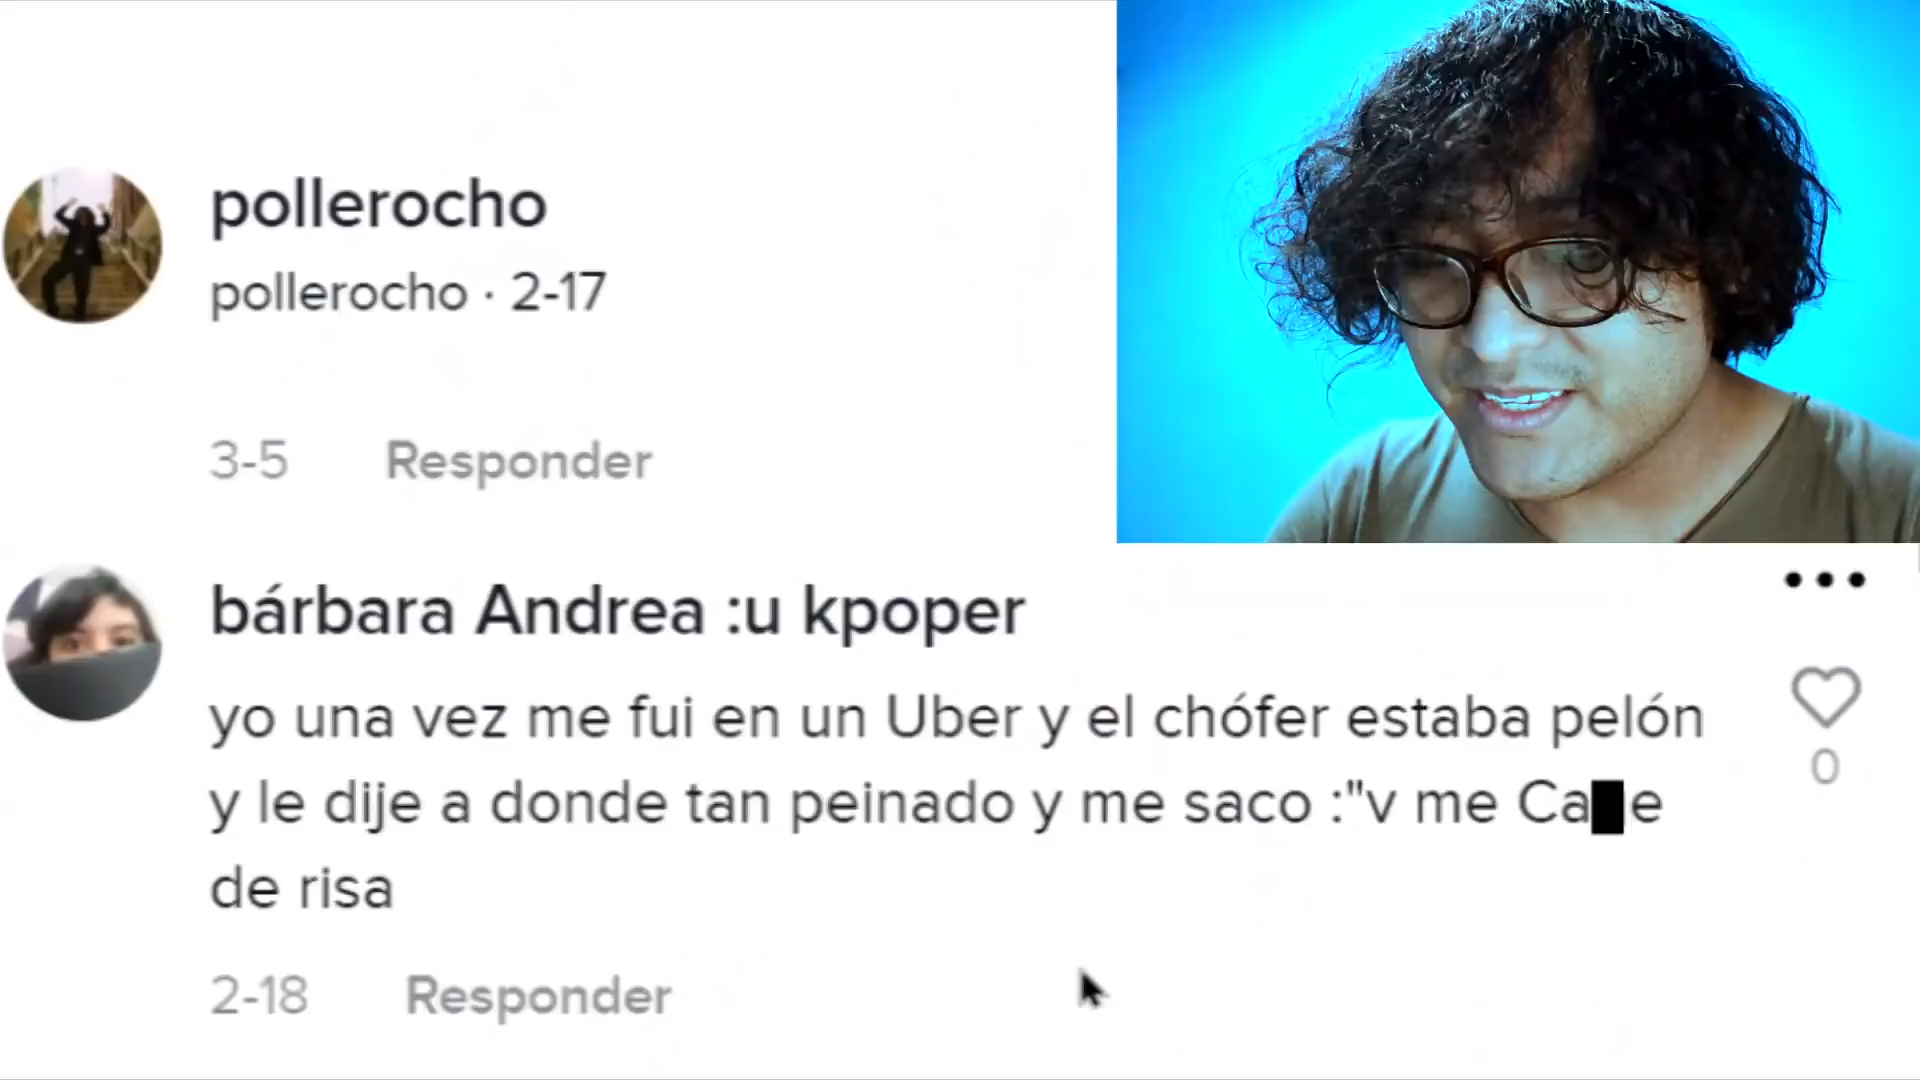 pollerocho
pollerocho · 2-17
3-5 Responder
bárbara Andrea :u kpoper
yo una vez me fui en un Uber y el chófer estaba pelón
y le dije a donde tan peinado y me saco :"v me Ca█e
de risa
0
2-18 Responder